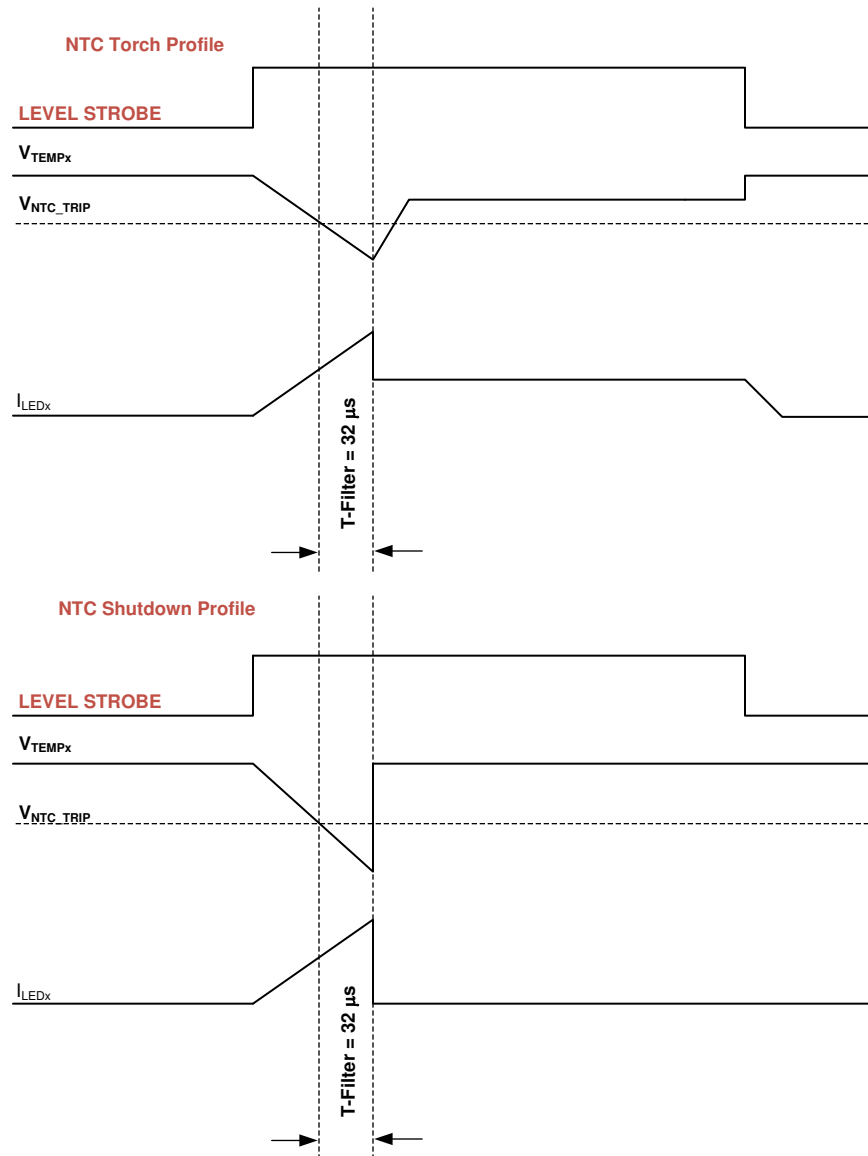 NTC Torch Profile
LEVEL STROBE
VTEMPx
VNTC_TRIP
ILEDx
T-Filter = 32 µs
NTC Shutdown Profile
LEVEL STROBE
VTEMPx
VNTC_TRIP
ILEDx
T-Filter = 32 µs